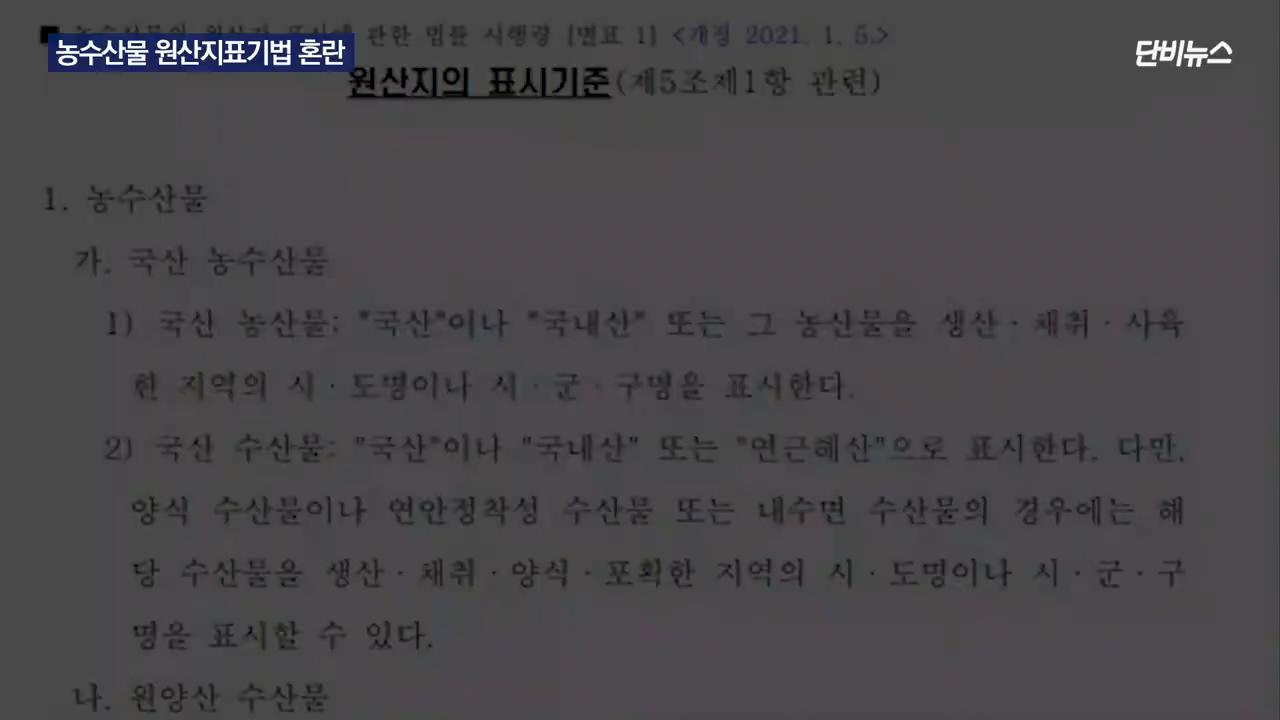 관한 법률 시행령 [별표 1] <개정 2021. 1. 5.>
농수산물 원산지표기법 혼란
단비뉴스
원산지의 표시기준(제5조제1항 관련)
1. 농수산물
가. 국산 농수산물
1) 국산 농산물: "국산"이나 "국내산" 또는 그 농산물을 생산·채취·사육
한 지역의 시·도명이나 시·군·구명을 표시한다.
2) 국산 수산물: "국산"이나 "국내산" 또는 "연근해산"으로 표시한다. 다만,
양식 수산물이나 연안정착성 수산물 또는 내수면 수산물의 경우에는 해
당 수산물을 생산·채취·양식·포획한 지역의 시·도명이나 시·군·구
명을 표시할 수 있다.
나. 원양산 수산물